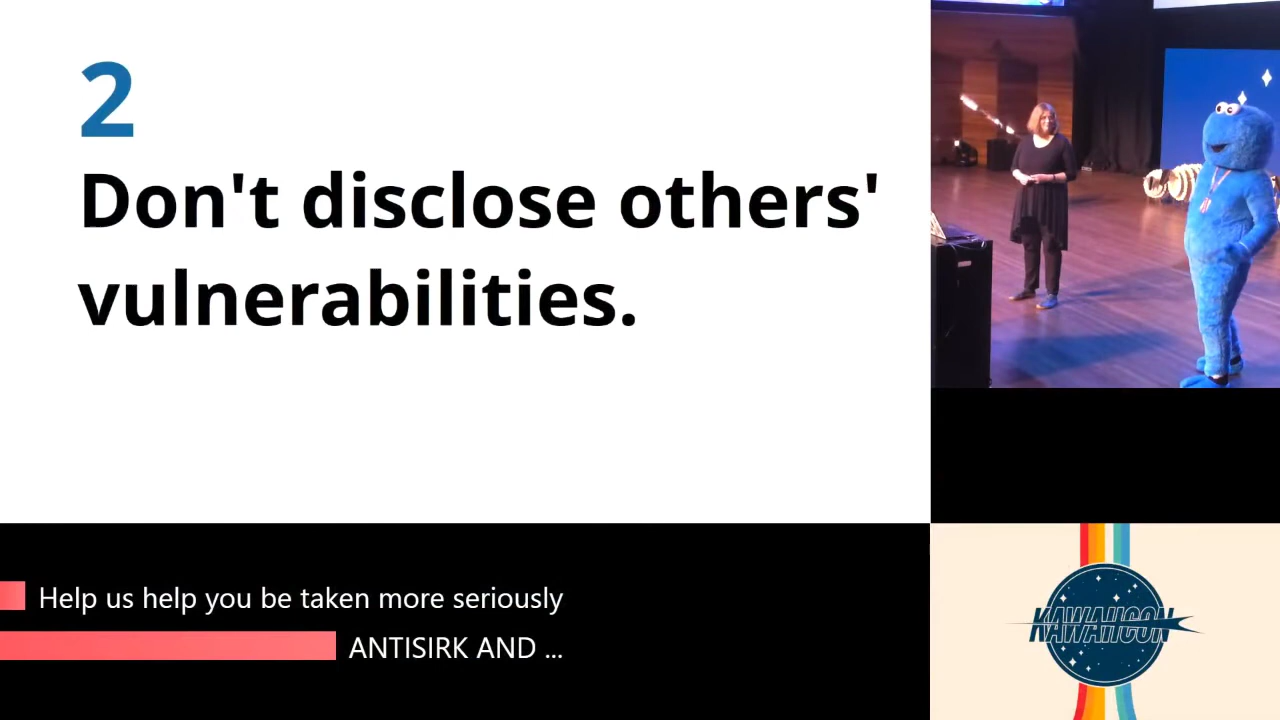 2
Don't disclose others'
vulnerabilities.
Help us help you be taken more seriously
ANTISIRK AND ...
KAWAIICON